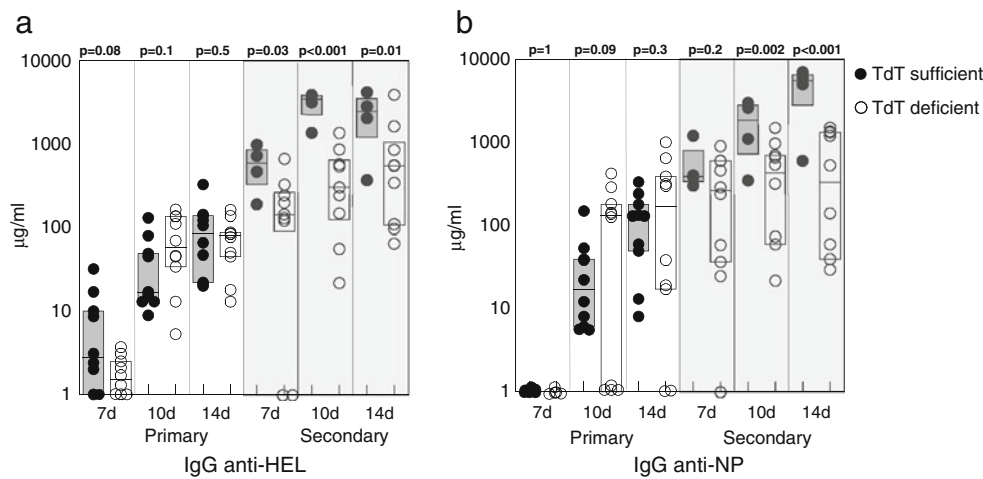 a
p=0.08 p=0.1 p=0.5 p=0.03 p<0.001 p=0.01
10000
1000
100
10
1
µg/ml
7d 10d 14d 7d 10d 14d
Primary Secondary
IgG anti-HEL
b
p=1 p=0.09 p=0.3 p=0.2 p=0.002 p<0.001
10000
1000
100
10
1
µg/ml
7d 10d 14d 7d 10d 14d
Primary Secondary
IgG anti-NP
TdT sufficient
TdT deficient